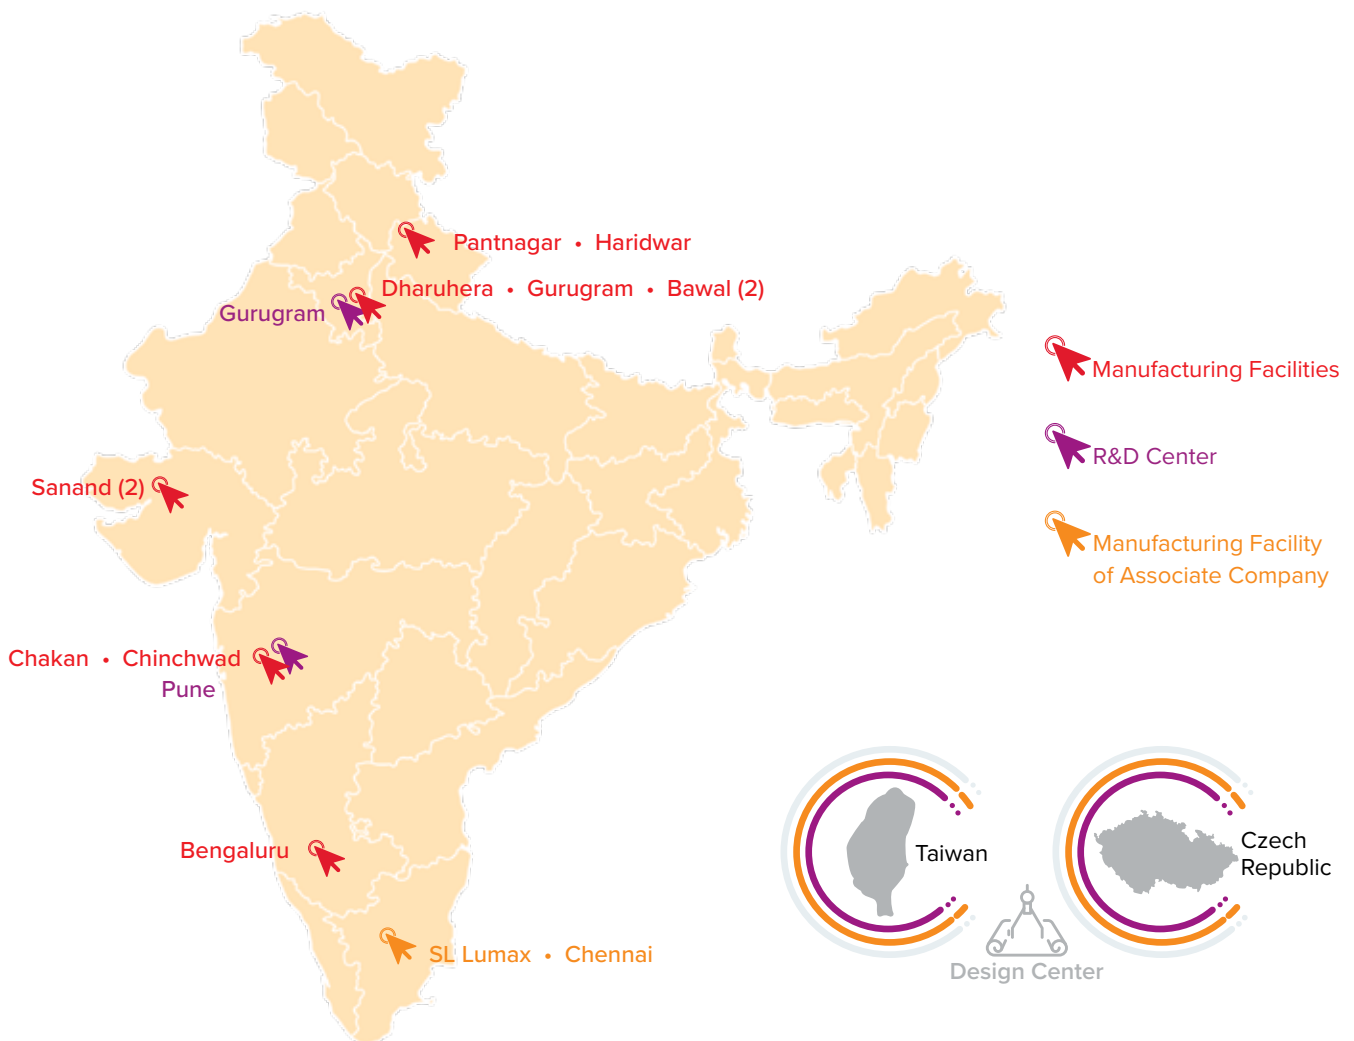 Pantnagar • Haridwar
Dharuhera • Gurugram • Bawal (2)
Gurugram
Manufacturing Facilities
R&D Center
Sanand (2)
Manufacturing Facility
of Associate Company
Chakan • Chinchwad
Pune
Bengaluru
SL Lumax • Chennai
Taiwan
Czech
Republic
Design Center